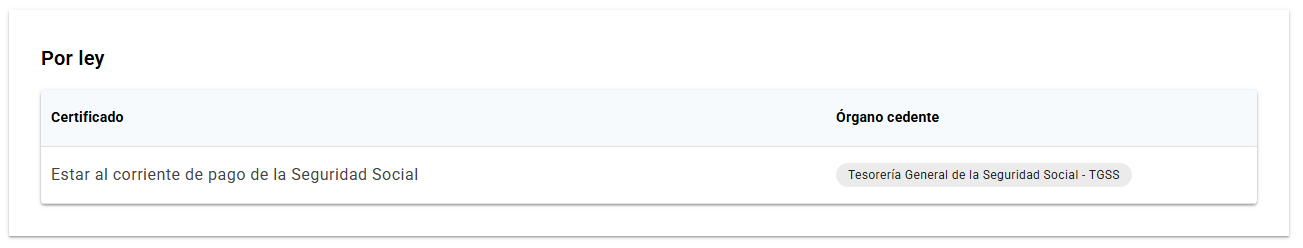 Por ley
Certificado Órgano cedente
Estar al corriente de pago de la Seguridad Social Tesorería General de la Seguridad Social - TGSS